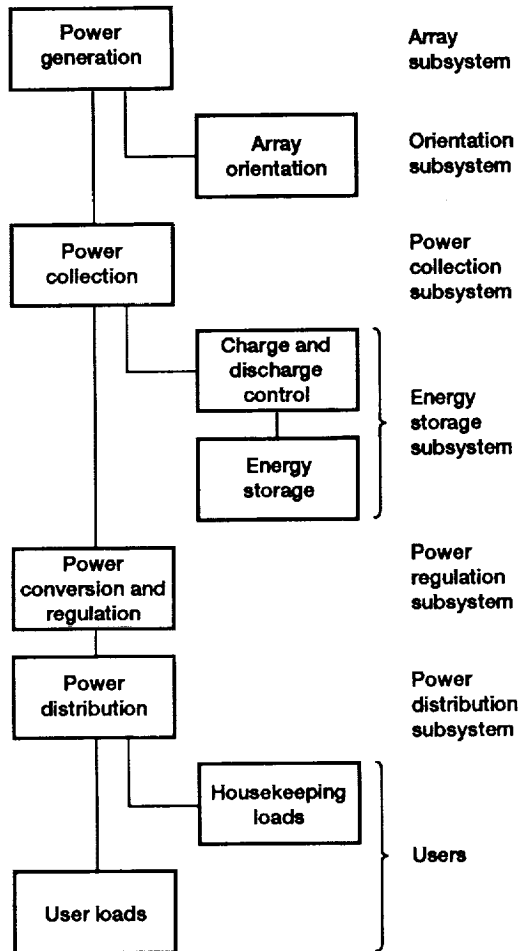 Power
generation
Array
subsystem
Array
orientation
Orientation
subsystem
Power
collection
Power
collection
subsystem
Charge and
discharge
control
Energy
storage
Energy
storage
subsystem
Power
conversion and
regulation
Power
regulation
subsystem
Power
distribution
Power
distribution
subsystem
Housekeeping
loads
Users
User loads